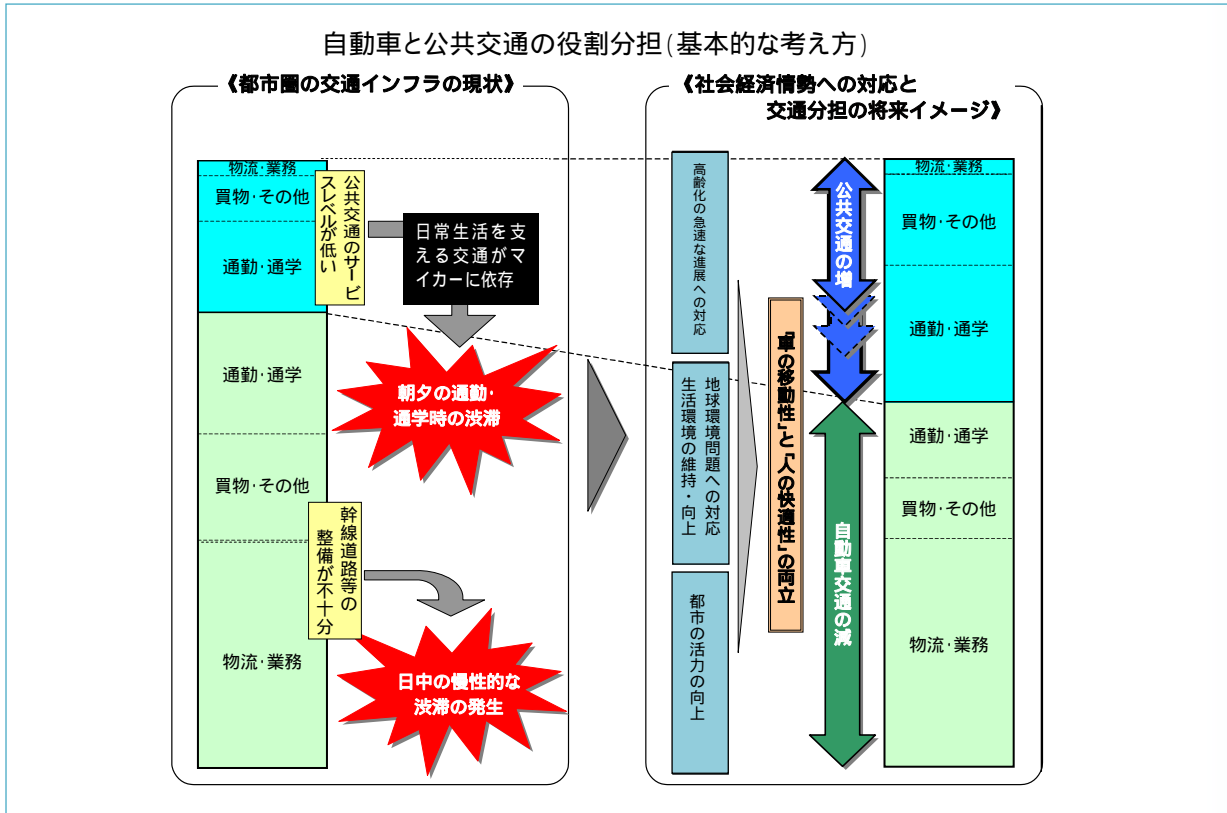 自動車と公共交通の役割分担(基本的な考え方)
《都市圏の交通インフラの現状》
物流・業務
買物・その他
通勤・通学
通勤・通学
買物・その他
物流・業務
公共交通のサービ
スレベルが低い
日常生活を支
える交通がマ
イカーに依存
朝夕の通勤・
通学時の渋滞
幹線道路等の
整備が不十分
日中の慢性的な
渋滞の発生
《社会経済情勢への対応と
交通分担の将来イメージ》
高齢化の急速な進展への対応
地球環境問題への対応
生活環境の維持・向上
都市の活力の向上
「車の移動性」と「人の快適性」の両立
公共交通の増
自動車交通の減
物流・業務
買物・その他
通勤・通学
通勤・通学
買物・その他
物流・業務